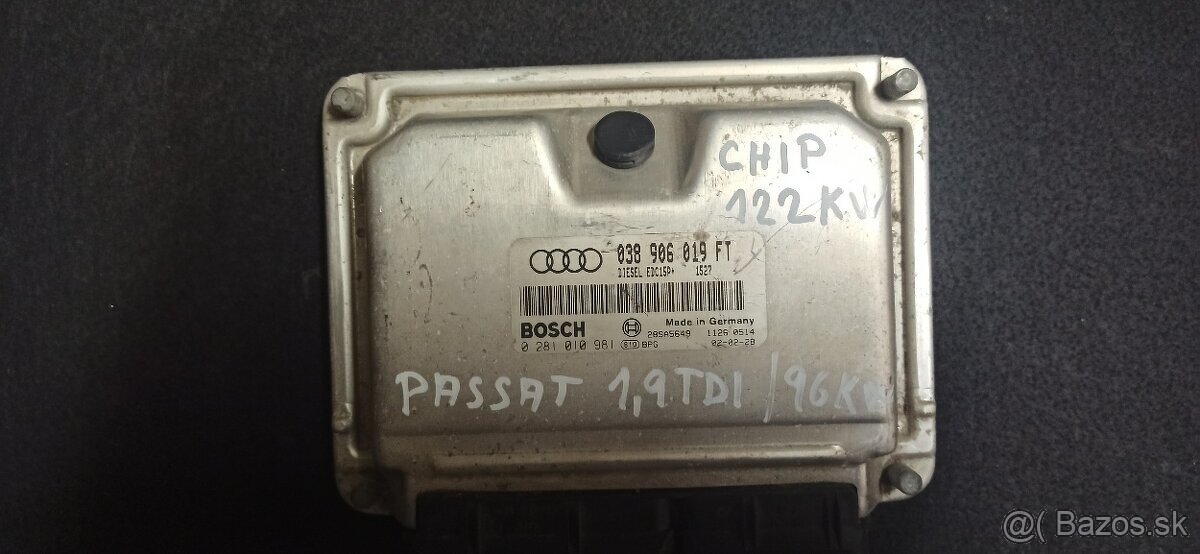 CHIP
122KW
038 906 019 FT
DIESEL EDC15P+ 1527
BOSCH
Made in Germany
28SA5649 1126 0514
0 281 010 981 BPG 02-02-28
PASSAT 1,9TDI/96KW
@( Bazos.sk